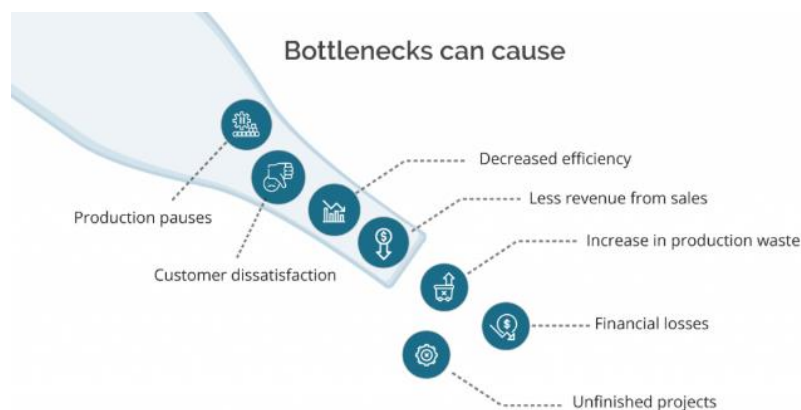 Bottlenecks can cause
Decreased efficiency
Less revenue from sales
Production pauses
Increase in production waste
Customer dissatisfaction
Financial losses
Unfinished projects